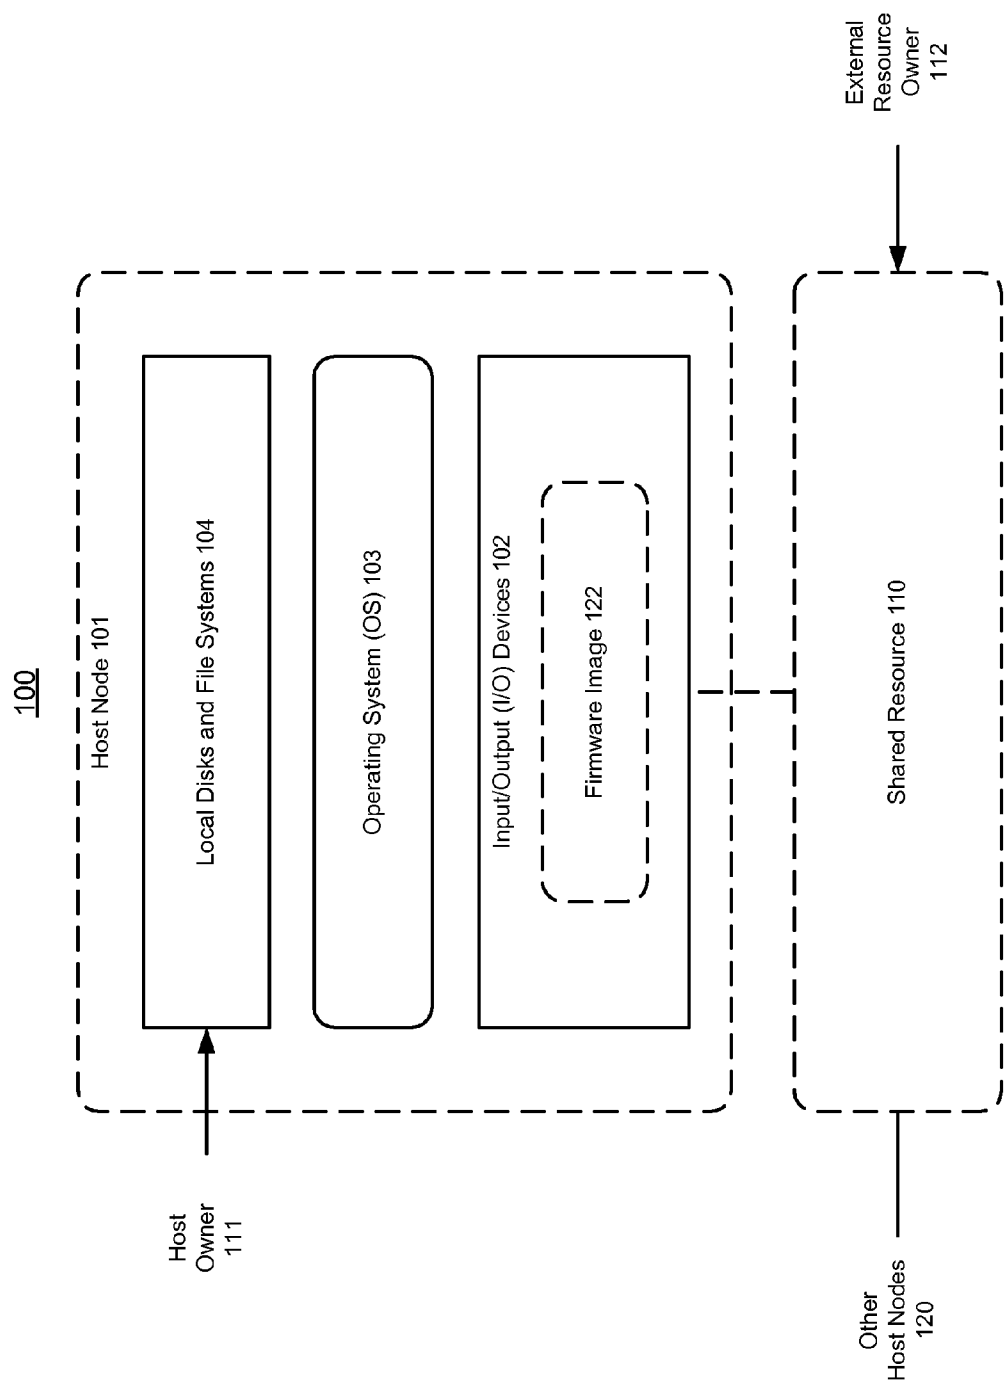 100
Host Node 101
Host
Owner
111
Local Disks and File Systems 104
Operating System (OS) 103
Input/Output (I/O) Devices 102
Firmware Image 122
Other
Host Nodes
120
Shared Resource 110
External
Resource
Owner
112